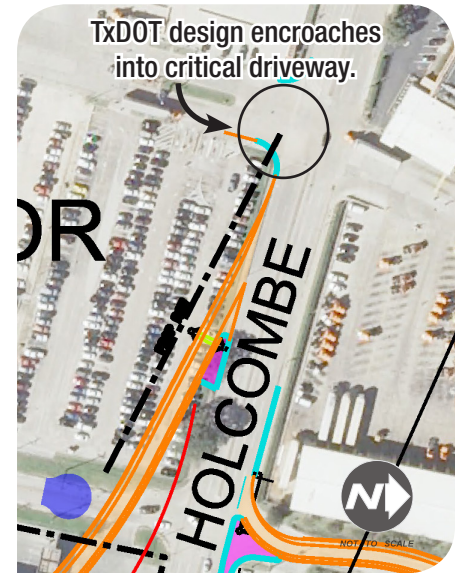 TxDOT design encroaches
into critical driveway.
OR
HOLCOMBE
N
NOT TO SCALE